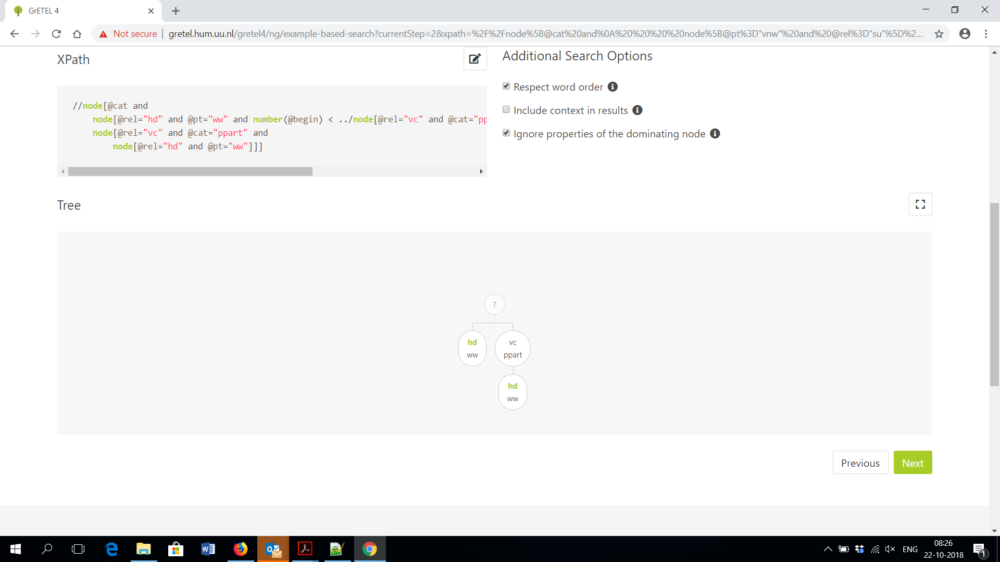 GrETEL 4
Not secure | gretel.hum.uu.nl/gretel4/ng/example-based-search?currentStep=2&xpath=%2F%2Fnode%5B@cat%20and%0A%20%20%20%20node%5B@pt%3D"vnw"%20and%20@rel%3D"su"%5D%2...
XPath
//node[@cat and
node[@rel="hd" and @pt="ww" and number(@begin) < ../node[@rel="vc" and @cat="pp
node[@rel="vc" and @cat="ppart" and
node[@rel="hd" and @pt="ww"]]]
Additional Search Options
Respect word order
Include context in results
Ignore properties of the dominating node
Tree
?
hd
ww
vc
ppart
hd
ww
Previous
Next
ENG
08:26
22-10-2018
1